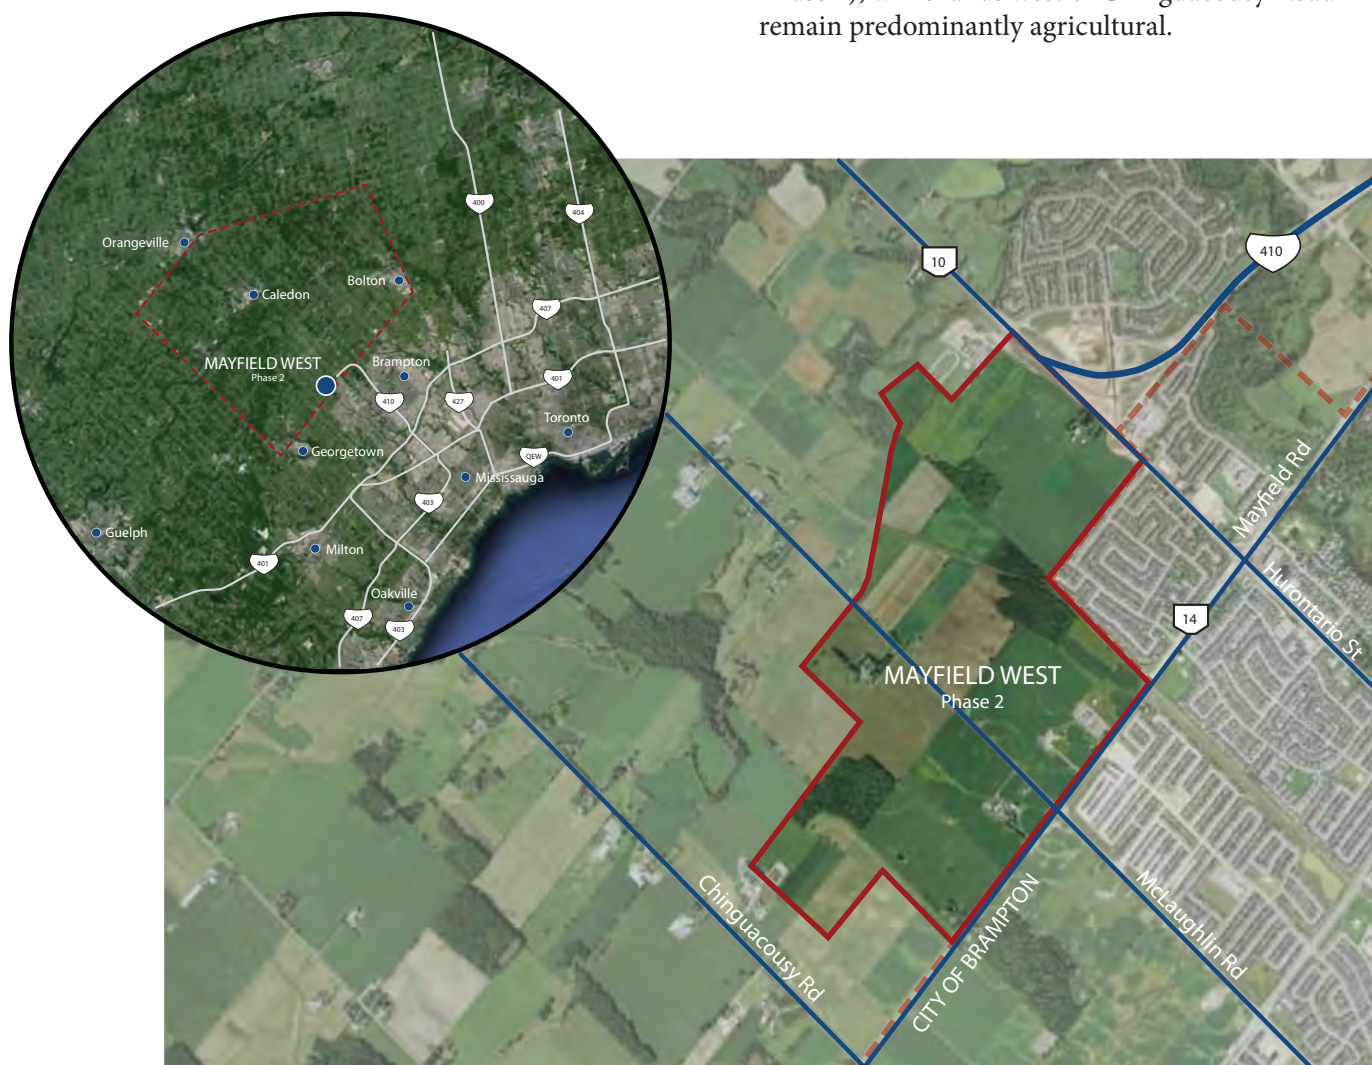 remain predominantly agricultural.
400
404
Orangeville
Bolton
Caledon
407
MAYFIELD WEST
Phase 2
Brampton
401
410
427
Toronto
Georgetown
QEW
Mississauga
403
Guelph
Milton
401
Oakville
407
403
10
410
Mayfield Rd
Hurontario St
14
MAYFIELD WEST
Phase 2
Chinguacousy Rd
CITY OF BRAMPTON
McLaughlin Rd